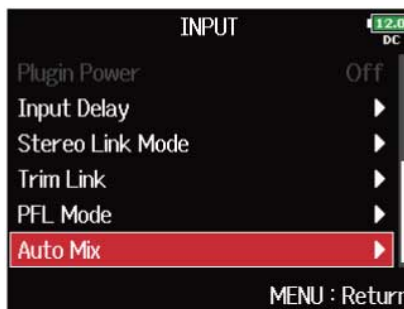 INPUT
12.0
DC
Plugin Power Off
Input Delay
Stereo Link Mode
Trim Link
PFL Mode
Auto Mix
MENU : Return